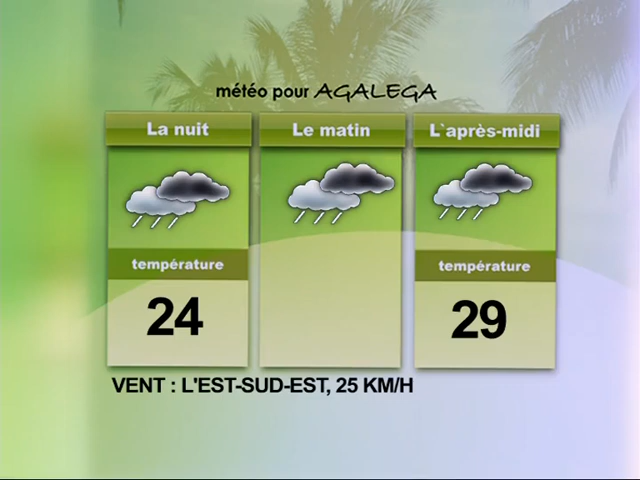 météo pour AGALEGA
La nuit
Le matin
L`après-midi
température
température
24
29
VENT : L'EST-SUD-EST, 25 KM/H